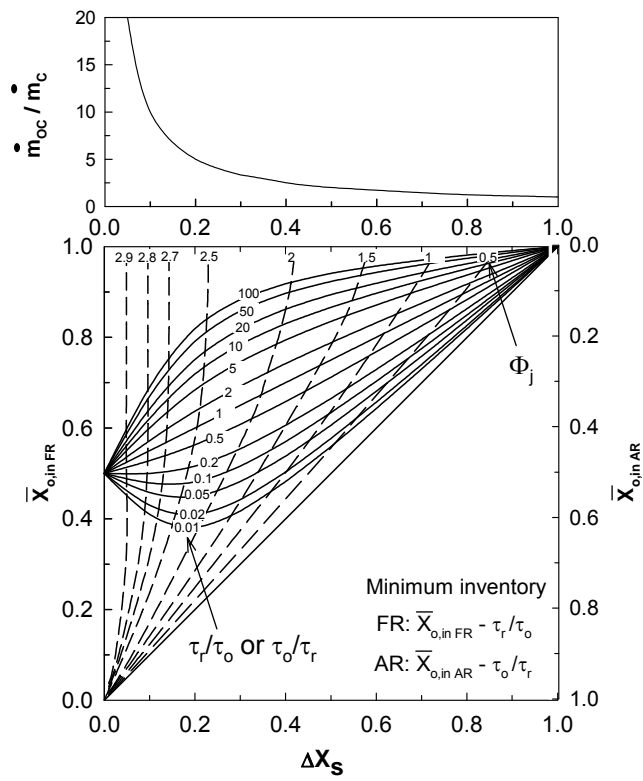 20
15
10
5
0
ṁOC / ṁC
0.0 0.2 0.4 0.6 0.8 1.0
1.0 0.8 0.6 0.4 0.2 0.0
X̅o,in FR
0.0 0.2 0.4 0.6 0.8 1.0
X̅o,in AR
2.9 2.8 2.7 2.5 2 1.5 1 0.5
100
50
20
10
5
2
1
0.5
0.2
0.1
0.05
0.02
0.01
Φj
τr/τo or τo/τr
Minimum inventory
FR: X̅o,in FR - τr/τo
AR: X̅o,in AR - τo/τr
0.0 0.2 0.4 0.6 0.8 1.0
ΔXS